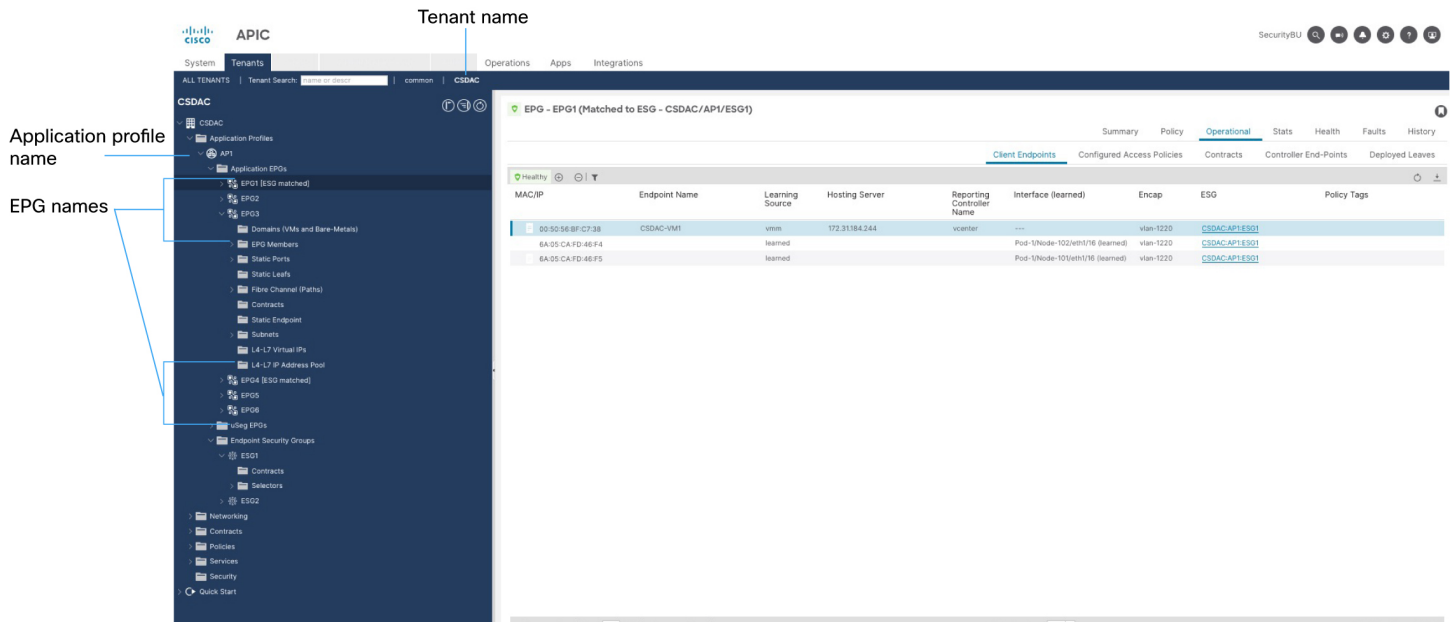 Tenant name
cisco APIC
SecurityBU
System Tenants Operations Apps Integrations
ALL TENANTS | Tenant Search: name or descr | common | CSDAC
CSDAC
EPG - EPG1 (Matched to ESG - CSDAC/AP1/ESG1)
CSDAC
Summary Policy Operational Stats Health Faults History
Application profile name
Application Profiles
AP1
Client Endpoints Configured Access Policies Contracts Controller End-Points Deployed Leaves
Application EPGs
Healthy
EPG names
EPG1 [ESG matched]
EPG2
EPG3
Domains (VMs and Bare-Metals)
EPG Members
Static Ports
Static Leafs
Fibre Channel (Paths)
Contracts
Static Endpoint
Subnets
L4-L7 Virtual IPs
L4-L7 IP Address Pool
EPG4 [ESG matched]
EPG5
EPG6
uSeg EPGs
Endpoint Security Groups
ESG1
Contracts
Selectors
ESG2
Networking
Contracts
Policies
Services
Security
Quick Start
MAC/IP Endpoint Name Learning Source Hosting Server Reporting Controller Name Interface (learned) Encap ESG Policy Tags
00:50:56:BF:C7:38 CSDAC-VM1 vmm 172.31.184.244 vcenter --- vlan-1220 CSDAC:AP1:ESG1
6A:05:CA:FD:46:F4 learned Pod-1/Node-102/eth1/16 (learned) vlan-1220 CSDAC:AP1:ESG1
6A:05:CA:FD:46:F5 learned Pod-1/Node-101/eth1/16 (learned) vlan-1220 CSDAC:AP1:ESG1